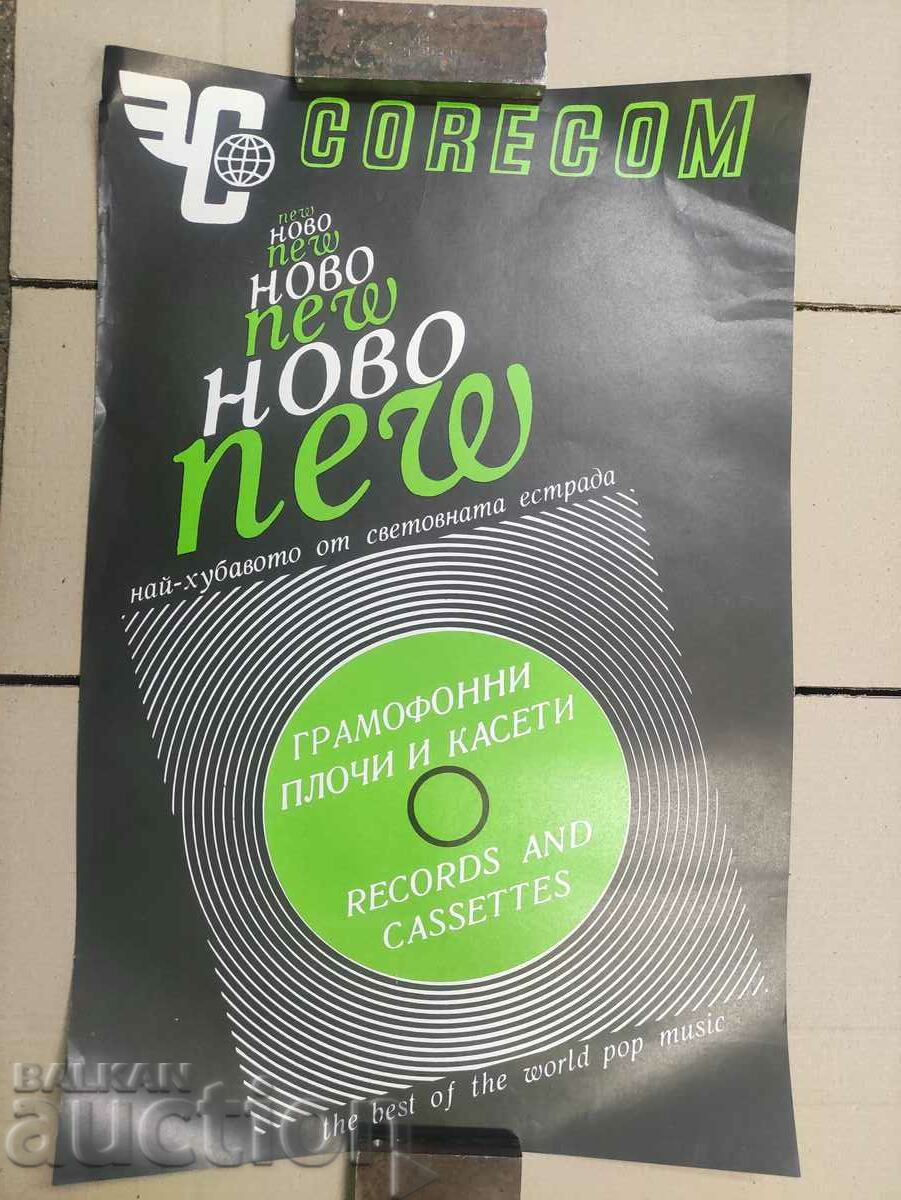 CORECOM
new
НОВО
new
НОВО
new
НОВО
new
най-хубавото от световната естрада
ГРАМОФОННИ
ПЛОЧИ И КАСЕТИ
RECORDS AND
CASSETTES
the best of the world pop music
BALKAN
auction